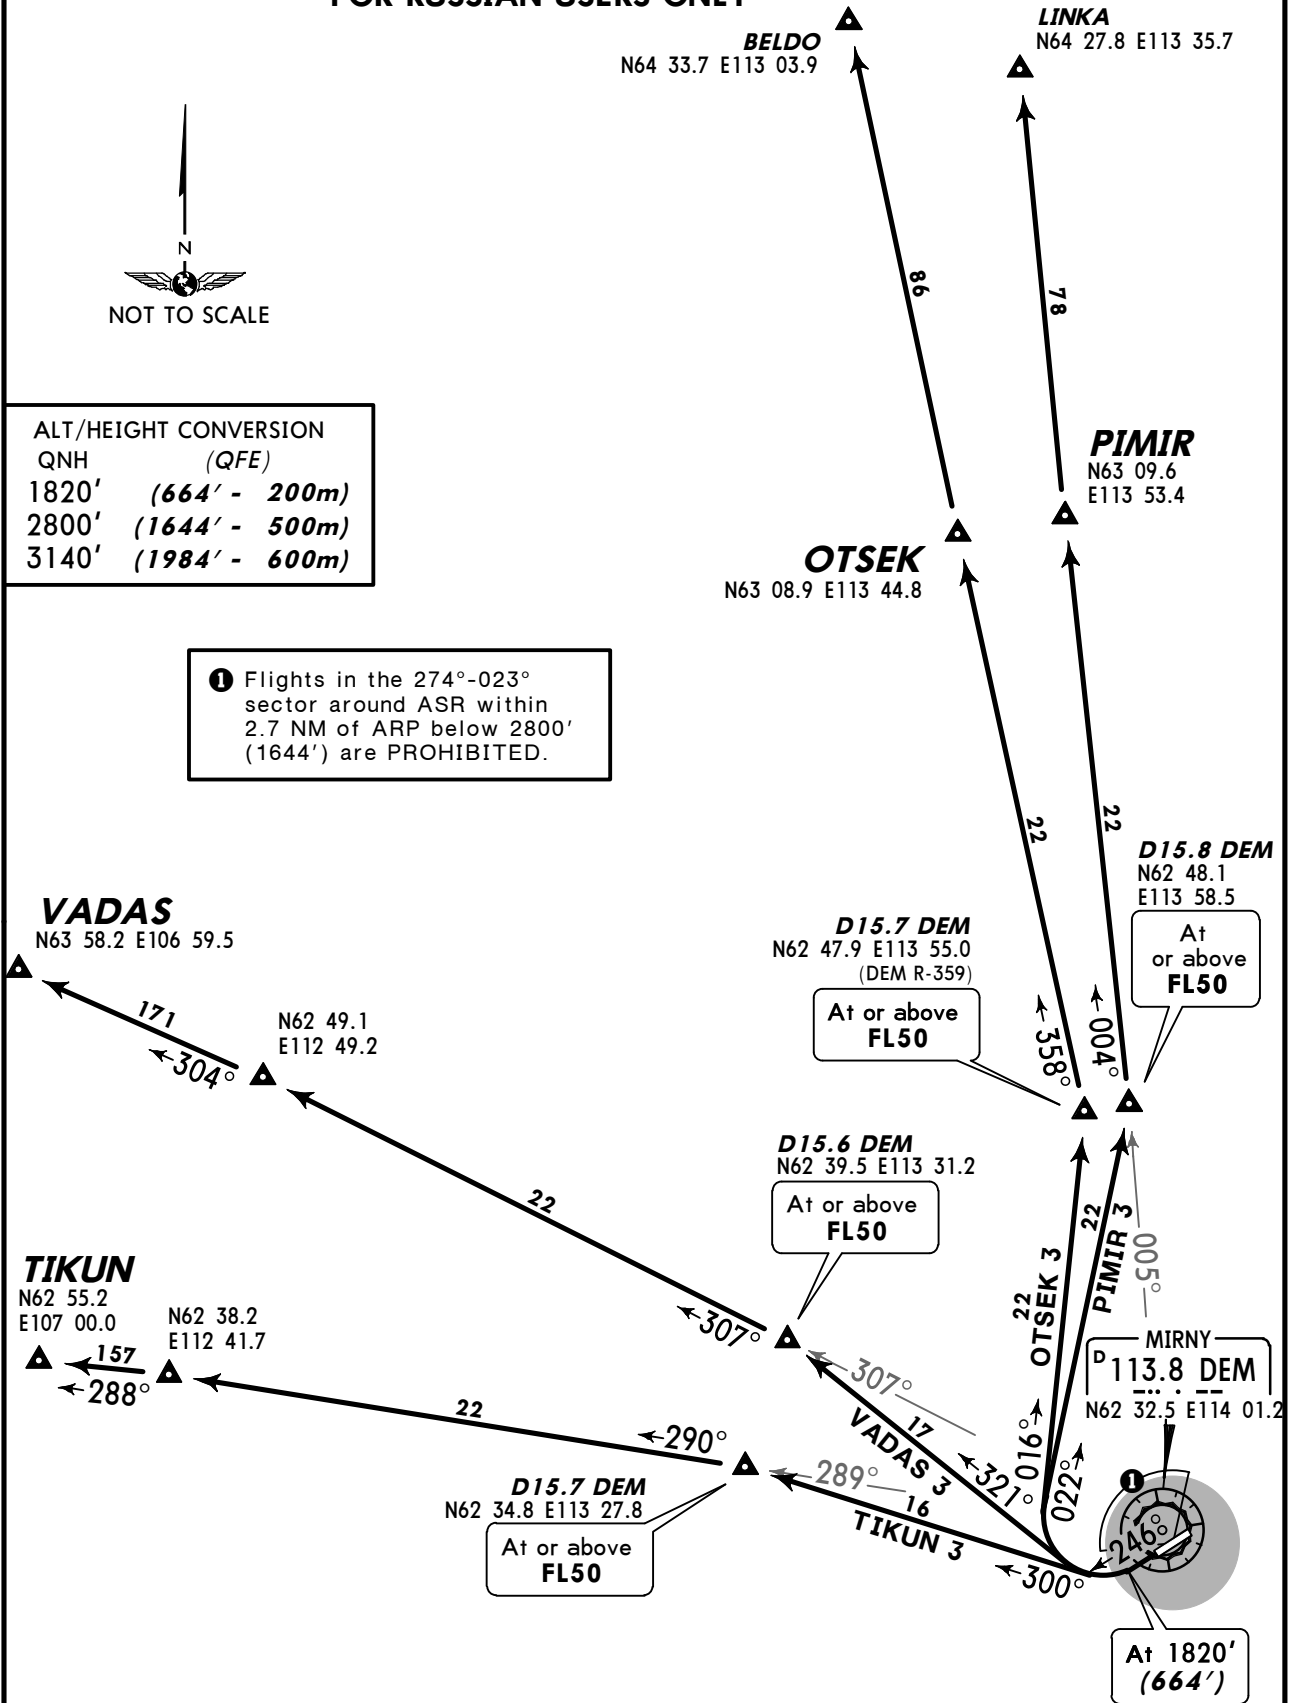 FOR RUSSIAN USERS ONLY
BELDO
N64 33.7 E113 03.9
LINKA
N64 27.8 E113 35.7
N
NOT TO SCALE
86
78
ALT/HEIGHT CONVERSION
QNH (QFE)
1820' (664' - 200m)
2800' (1644' - 500m)
3140' (1984' - 600m)
PIMIR
N63 09.6
E113 53.4
OTSEK
N63 08.9 E113 44.8
1 Flights in the 274°-023°
sector around ASR within
2.7 NM of ARP below 2800'
(1644') are PROHIBITED.
22
22
D15.8 DEM
N62 48.1
E113 58.5
At
or above
FL50
VADAS
N63 58.2 E106 59.5
D15.7 DEM
N62 47.9 E113 55.0
(DEM R-359)
At or above
FL50
358°
004°
171
304°
N62 49.1
E112 49.2
22
D15.6 DEM
N62 39.5 E113 31.2
At or above
FL50
307°
TIKUN
N62 55.2
E107 00.0
N62 38.2
E112 41.7
157
288°
22
290°
D15.7 DEM
N62 34.8 E113 27.8
At or above
FL50
307°
17
VADAS 3
321°
289°
16
TIKUN 3
300°
22
OTSEK 3
016°
22
PIMIR 3
022°
005°
MIRNY
D 113.8 DEM
N62 32.5 E114 01.2
1
246°
At 1820'
(664')